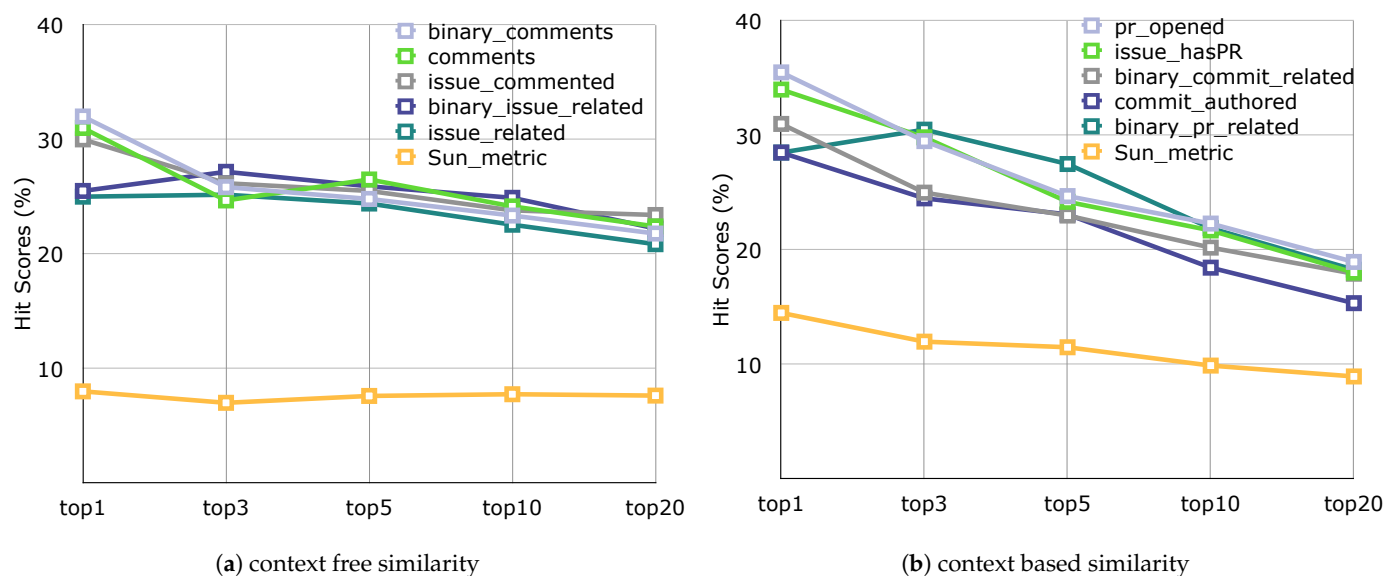 40
30
20
10
Hit Scores (%)
binary_comments
comments
issue_commented
binary_issue_related
issue_related
Sun_metric
top1 top3 top5 top10 top20
(a) context free similarity
40
30
20
10
Hit Scores (%)
pr_opened
issue_hasPR
binary_commit_related
commit_authored
binary_pr_related
Sun_metric
top1 top3 top5 top10 top20
(b) context based similarity